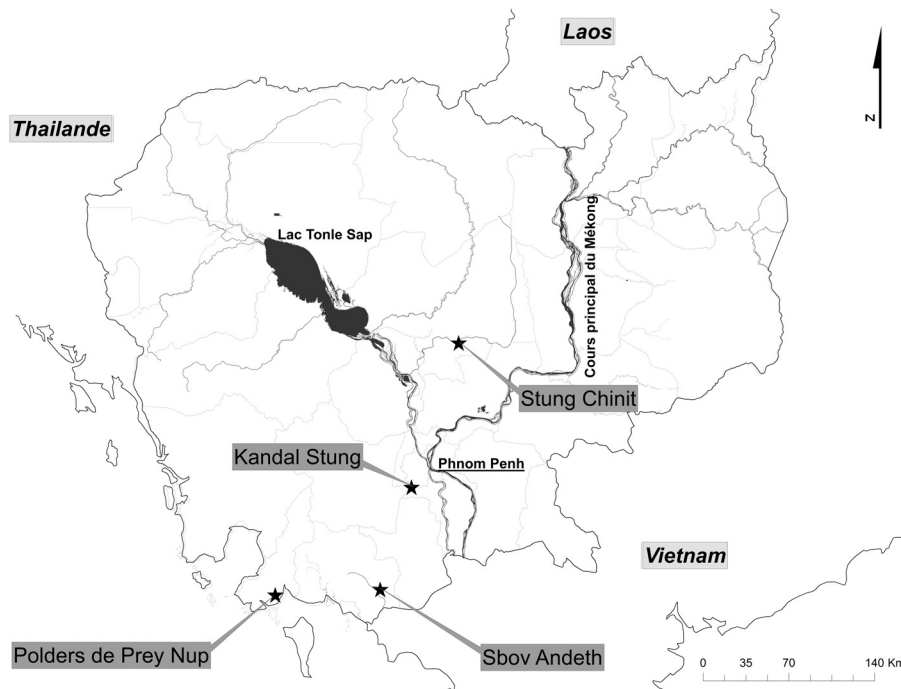 Laos
Thailande
N
Lac Tonle Sap
Cours principal du Mékong
Stung Chinit
Kandal Stung
Phnom Penh
Vietnam
Polders de Prey Nup
Sbov Andeth
0 35 70 140 Km